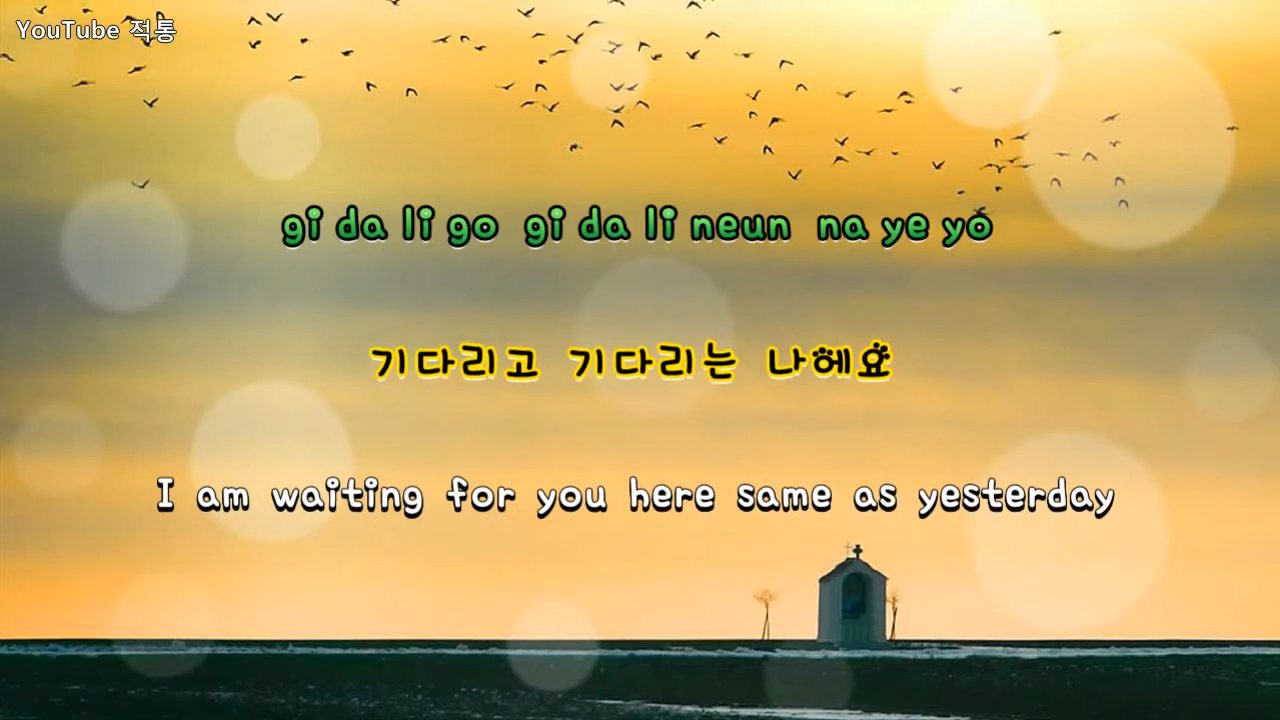 YouTube 적통
gi da li go gi da li neun na ye yo
기다리고 기다리는 나헤요
I am waiting for you here same as yesterday